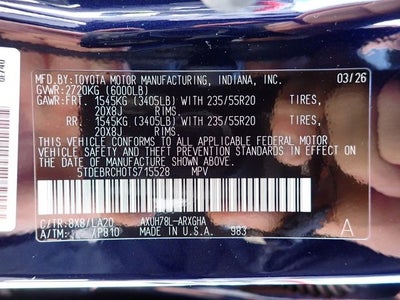 MFD.BY:TOYOTA MOTOR MANUFACTURING, INDIANA, INC. 03/26
GVWR:2720KG (6000LB)
GAWR:FRT. 1545KG (3405LB) WITH 235/55R20 TIRES,
20X8J RIMS.
RR. 1545KG (3405LB) WITH 235/55R20 TIRES,
20X8J RIMS.
THIS VEHICLE CONFORMS TO ALL APPLICABLE FEDERAL MOTOR
VEHICLE SAFETY AND THEFT PREVENTION STANDARDS IN EFFECT
ON THE DATE OF MANUFACTURE SHOWN ABOVE.
5TDEBRCH0TS715528 MPV
C/TR:8X8/LA20 AXUH78L-ARXGHA
A/TM: /P810 MADE IN U.S.A. 983 A